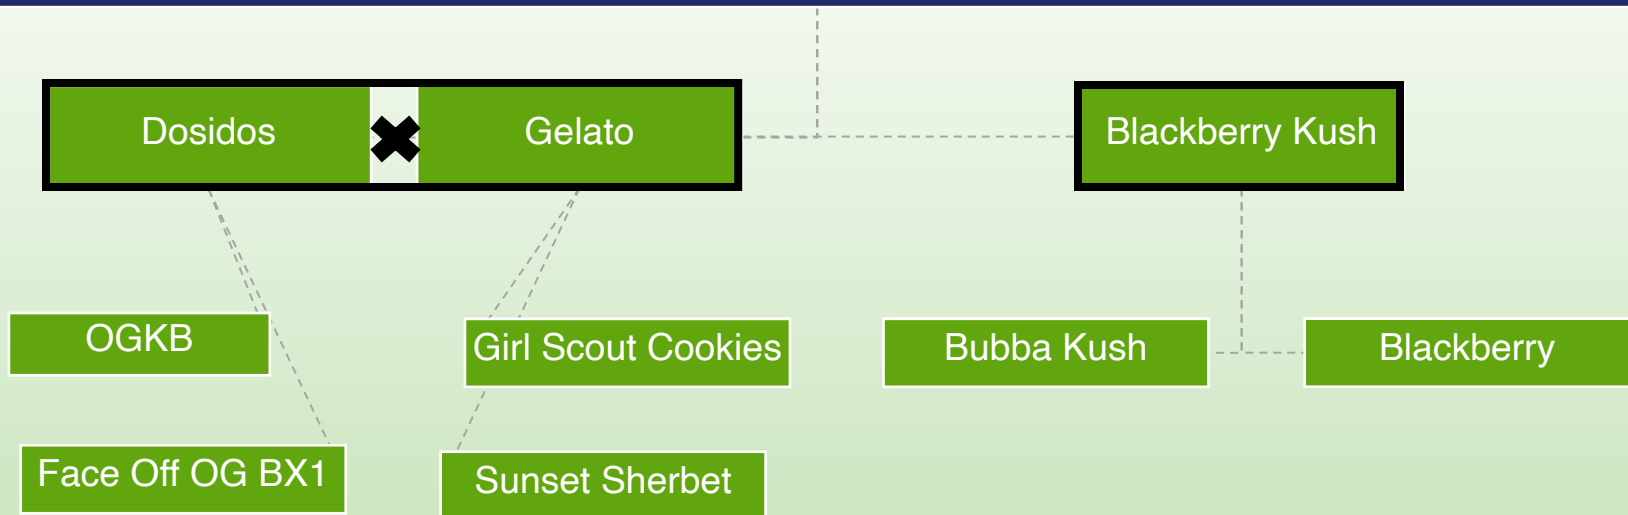 Dosidos
Gelato
Blackberry Kush
OGKB
Girl Scout Cookies
Bubba Kush
Blackberry
Face Off OG BX1
Sunset Sherbet